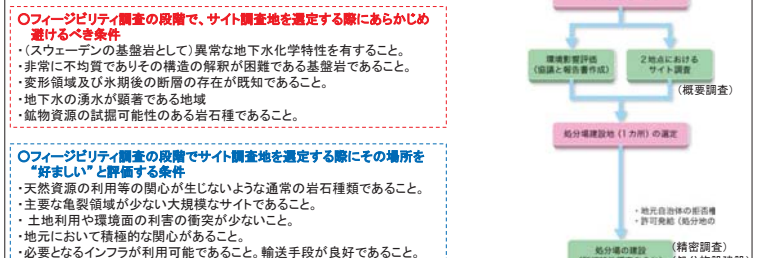 ○フィージビリティ調査の段階で、サイト調査地を選定する際にあらかじめ
避けるべき条件
・(スウェーデンの基盤岩として)異常な地下水化学特性を有すること。
・非常に不均質でありその構造の解釈が困難である基盤岩であること。
・変形領域及び氷期後の断層の存在が既知であること。
・地下水の湧水が顕著である地域
・鉱物資源の試掘可能性のある岩石種であること。
○フィージビリティ調査の段階でサイト調査地を選定する際にその場所を
“好ましい”と評価する条件
・天然資源の利用等の関心が生じないような通常の岩石種類であること。
・主要な亀裂領域が少ない大規模なサイトであること。
・土地利用や環境面の利害の衝突が少ないこと。
・地元において積極的な関心があること。
・必要となるインフラが利用可能であること。輸送手段が良好であること。
環境影響評価
(協議と報告書作成)
2地点における
サイト調査
(概要調査)
処分場建設地(1カ所)の選定
・地元自治体の拒否権
・許可発給(処分地の
処分場の建設
(精密調査)